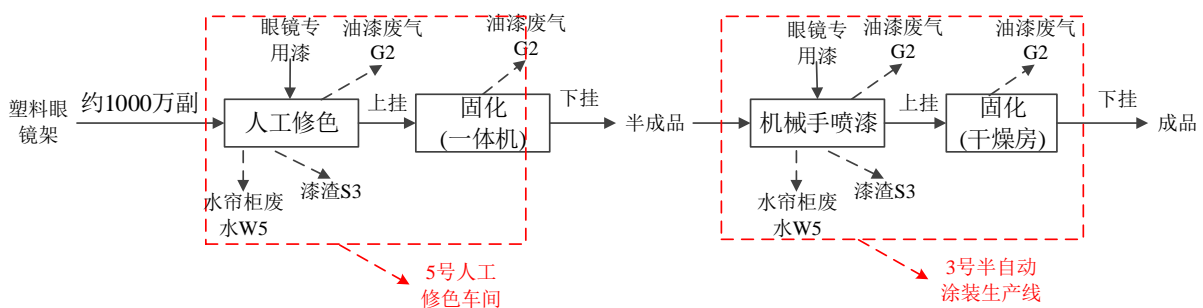 塑料眼
镜架
约1000万副
眼镜专
用漆
油漆废气
G2
人工修色
水帘柜废
水W5
漆渣S3
上挂
油漆废气
G2
固化
(一体机)
下挂
5号人工
修色车间
半成品
眼镜专
用漆
油漆废气
G2
机械手喷漆
水帘柜废
水W5
漆渣S3
上挂
油漆废气
G2
固化
(干燥房)
下挂
成品
3号半自动
涂装生产线